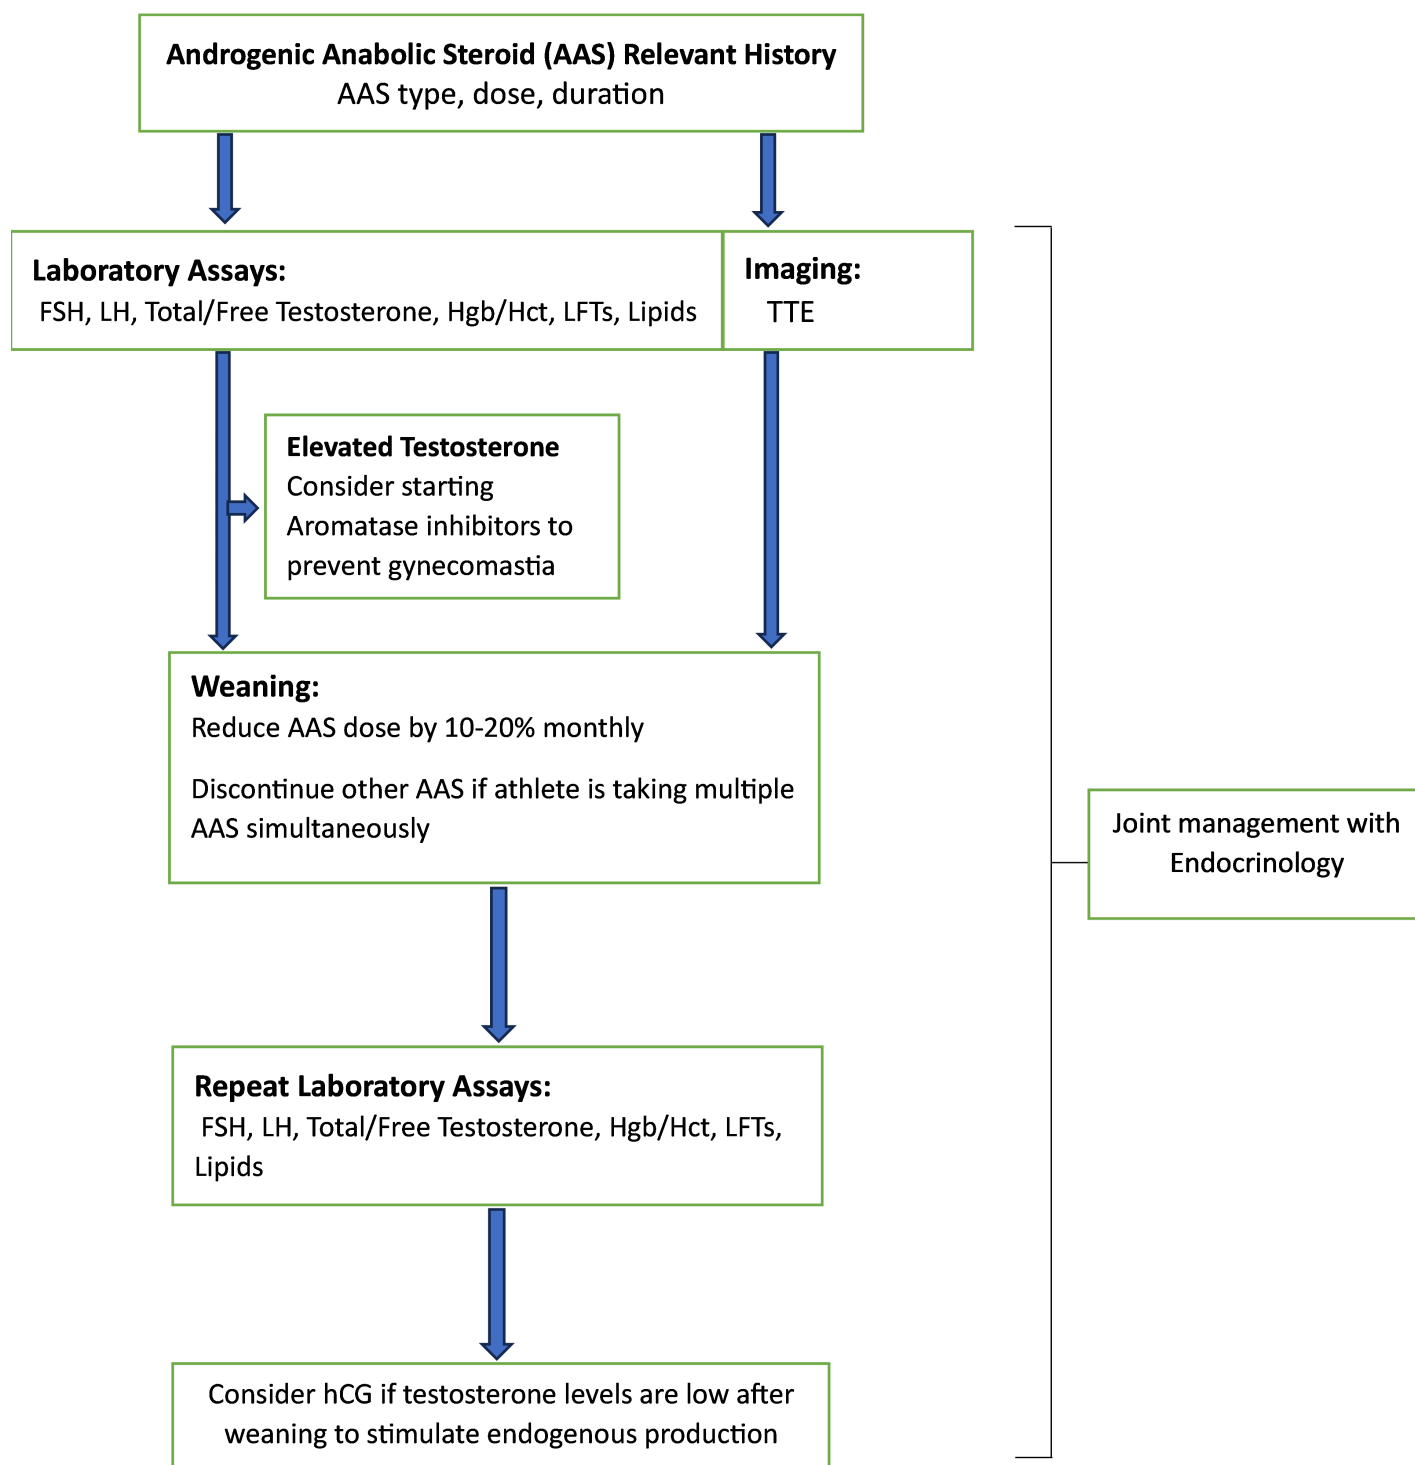 Androgenic Anabolic Steroid (AAS) Relevant History
AAS type, dose, duration
Laboratory Assays:
FSH, LH, Total/Free Testosterone, Hgb/Hct, LFTs, Lipids
Imaging:
TTE
Elevated Testosterone
Consider starting
Aromatase inhibitors to
prevent gynecomastia
Weaning:
Reduce AAS dose by 10-20% monthly
Discontinue other AAS if athlete is taking multiple
AAS simultaneously
Joint management with
Endocrinology
Repeat Laboratory Assays:
FSH, LH, Total/Free Testosterone, Hgb/Hct, LFTs,
Lipids
Consider hCG if testosterone levels are low after
weaning to stimulate endogenous production